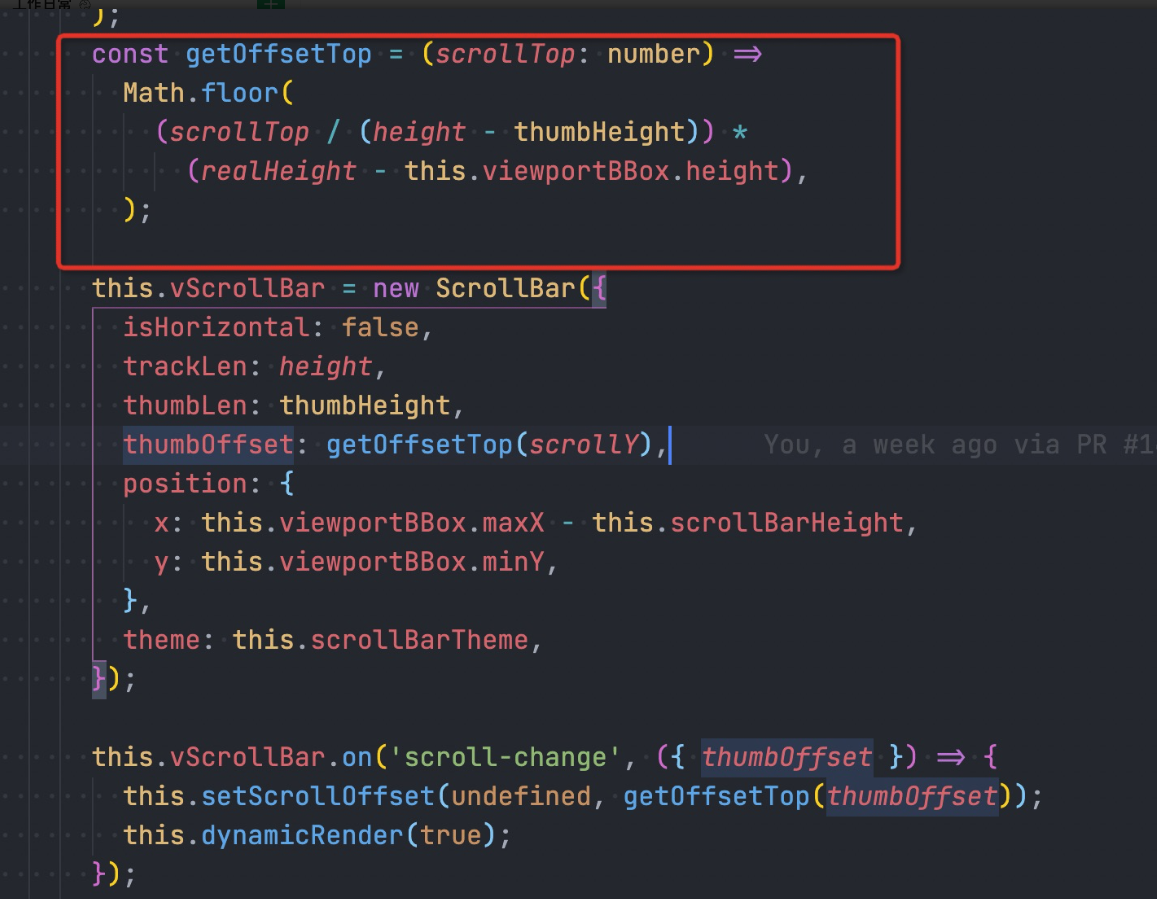 工作日常
);
const getOffsetTop = (scrollTop: number) =>
Math.floor(
(scrollTop / (height - thumbHeight)) *
(realHeight - this.viewportBBox.height),
);
this.vScrollBar = new ScrollBar({
isHorizontal: false,
trackLen: height,
thumbLen: thumbHeight,
thumbOffset: getOffsetTop(scrollY), You, a week ago via PR #1
position: {
x: this.viewportBBox.maxX - this.scrollBarHeight,
y: this.viewportBBox.minY,
},
theme: this.scrollBarTheme,
});
this.vScrollBar.on('scroll-change', ({ thumbOffset }) => {
this.setScrollOffset(undefined, getOffsetTop(thumbOffset));
this.dynamicRender(true);
});